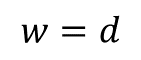 w = d